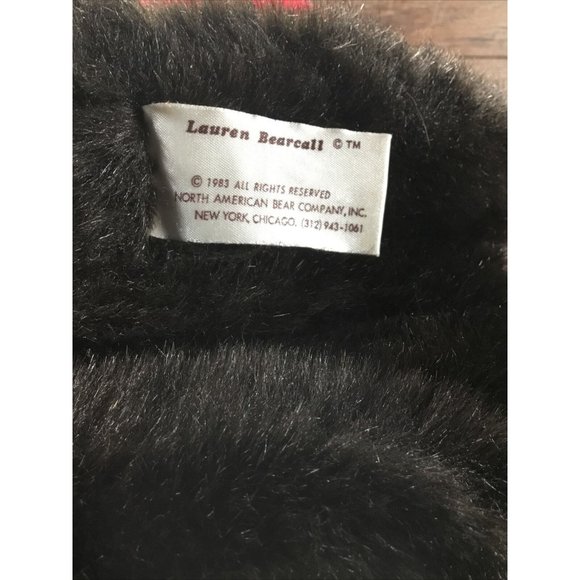 Lauren Bearcall © ™
© 1983 ALL RIGHTS RESERVED
NORTH AMERICAN BEAR COMPANY, INC.
NEW YORK, CHICAGO. (312) 943-1061